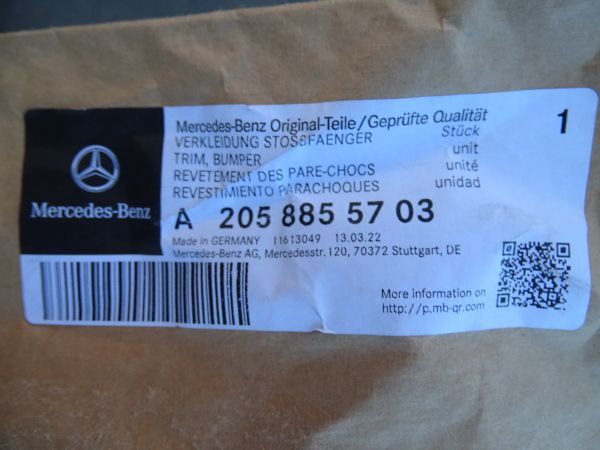 Mercedes-Benz Original-Teile/Geprüfte Qualität
VERKLEIDUNG STOSSFAENGER Stück 1
TRIM, BUMPER unit
REVETEMENT DES PARE-CHOCS unité
REVESTIMIENTO PARACHOQUES unidad
Mercedes-Benz
A 205 885 57 03
Made in GERMANY 11613049 13.03.22
Mercedes-Benz AG, Mercedesstr.120, 70372 Stuttgart, DE
More information on
http://p.mb-qr.com